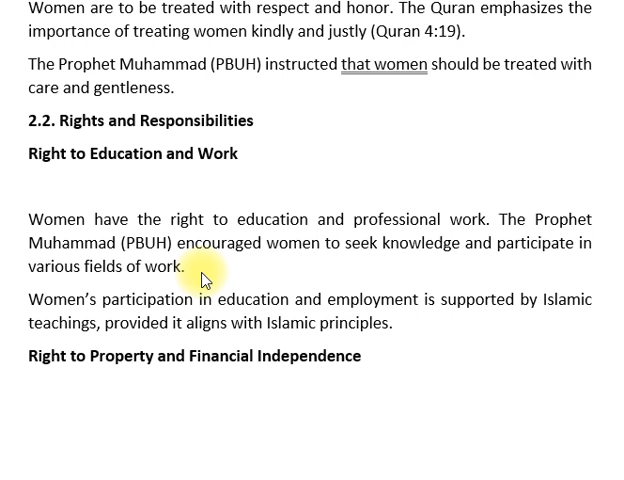 Women are to be treated with respect and honor. The Quran emphasizes the
importance of treating women kindly and justly (Quran 4:19).
The Prophet Muhammad (PBUH) instructed that women should be treated with
care and gentleness.
2.2. Rights and Responsibilities
Right to Education and Work
Women have the right to education and professional work. The Prophet
Muhammad (PBUH) encouraged women to seek knowledge and participate in
various fields of work.
Women’s participation in education and employment is supported by Islamic
teachings, provided it aligns with Islamic principles.
Right to Property and Financial Independence